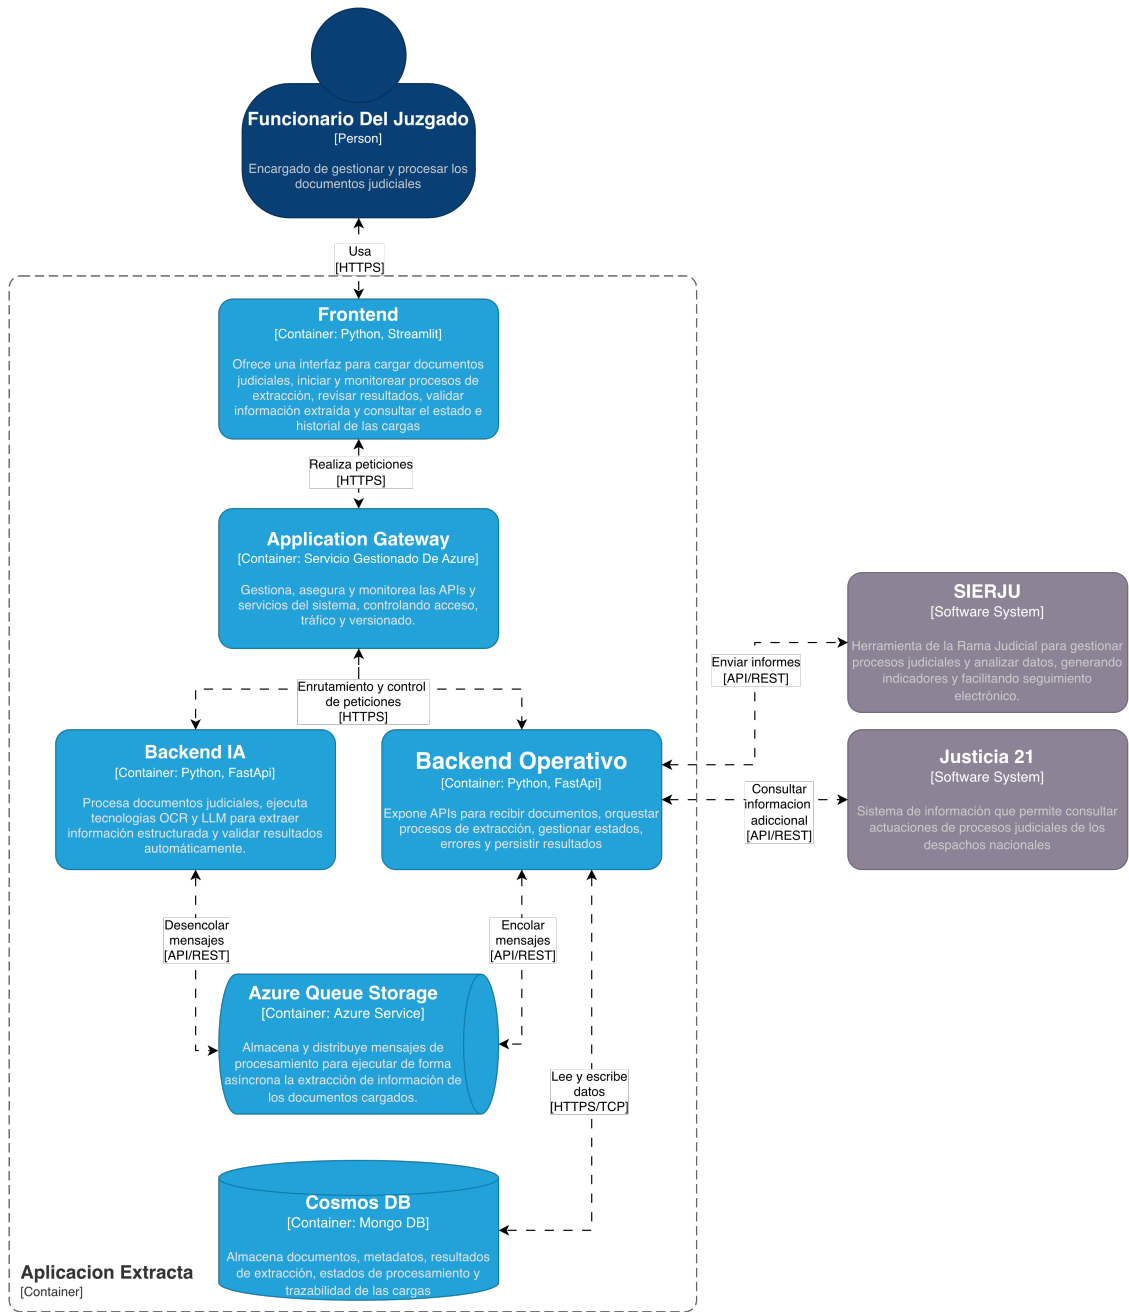 Funcionario Del Juzgado
[Person]
Encargado de gestionar y procesar los
documentos judiciales
Usa
[HTTPS]
Frontend
[Container: Python, Streamlit]
Ofrece una interfaz para cargar documentos
judiciales, iniciar y monitorear procesos de
extracción, revisar resultados, validar
información extraída y consultar el estado e
historial de las cargas
Realiza peticiones
[HTTPS]
Application Gateway
[Container: Servicio Gestionado De Azure]
Gestiona, asegura y monitorea las APIs y
servicios del sistema, controlando acceso,
tráfico y versionado.
Enrutamiento y control
de peticiones
[HTTPS]
Backend IA
[Container: Python, FastApi]
Procesa documentos judiciales, ejecuta
tecnologías OCR y LLM para extraer
información estructurada y validar resultados
automáticamente.
Backend Operativo
[Container: Python, FastApi]
Expone APIs para recibir documentos, orquestar
procesos de extracción, gestionar estados,
errores y persistir resultados
Enviar informes
[API/REST]
SIERJU
[Software System]
Herramienta de la Rama Judicial para gestionar
procesos judiciales y analizar datos, generando
indicadores y facilitando seguimiento
electrónico.
Consultar
informacion
adiccional
[API/REST]
Justicia 21
[Software System]
Sistema de información que permite consultar
actuaciones de procesos judiciales de los
despachos nacionales
Desencolar
mensajes
[API/REST]
Encolar
mensajes
[API/REST]
Azure Queue Storage
[Container: Azure Service]
Almacena y distribuye mensajes de
procesamiento para ejecutar de forma
asíncrona la extracción de información de
los documentos cargados.
Lee y escribe
datos
[HTTPS/TCP]
Cosmos DB
[Container: Mongo DB]
Almacena documentos, metadatos, resultados
de extracción, estados de procesamiento y
trazabilidad de las cargas
Aplicacion Extracta
[Container]